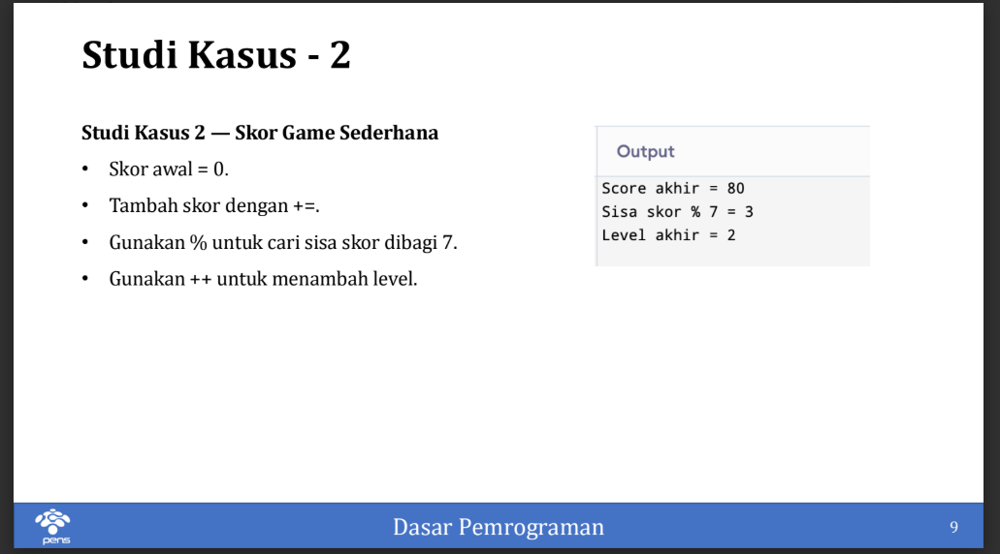 Studi Kasus - 2
Studi Kasus 2 — Skor Game Sederhana
• Skor awal = 0.
• Tambah skor dengan +=.
• Gunakan % untuk cari sisa skor dibagi 7.
• Gunakan ++ untuk menambah level.
Output
Score akhir = 80
Sisa skor % 7 = 3
Level akhir = 2
pens
Dasar Pemrograman
9